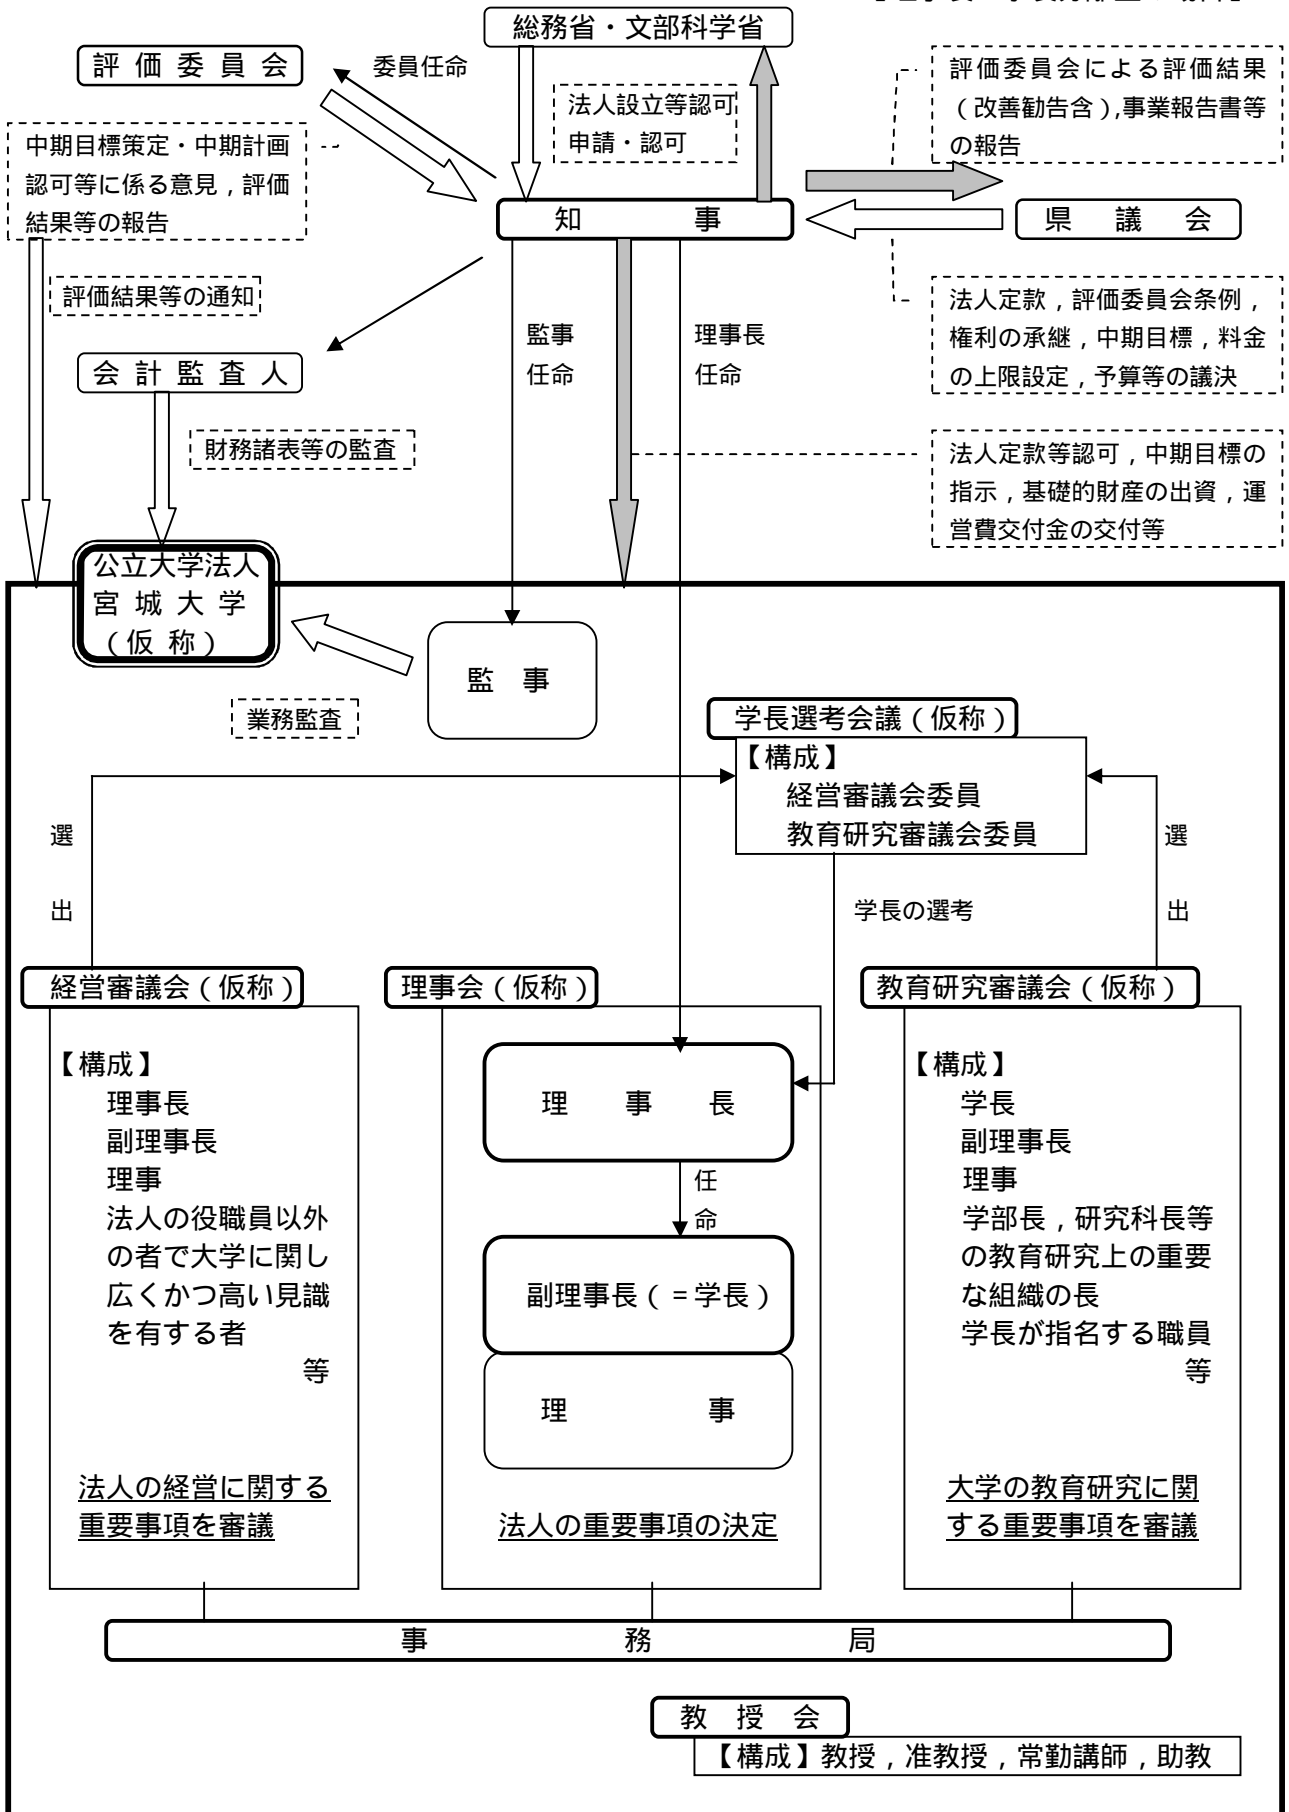 総務省・文部科学省
評 価 委 員 会
委員任命
法人設立等認可
申請・認可
評価委員会による評価結果
（改善勧告含）,事業報告書等
の報告
中期目標策定・中期計画
認可等に係る意見，評価
結果等の報告
知 事
県 議 会
評価結果等の通知
監事
任命
理事長
任命
法人定款，評価委員会条例，
権利の承継，中期目標，料金
の上限設定，予算等の議決
会 計 監 査 人
財務諸表等の監査
法人定款等認可，中期目標の
指示，基礎的財産の出資，運
営費交付金の交付等
公立大学法人
宮 城 大 学
（仮 称）
監 事
業務監査
学長選考会議（仮称）
【構成】
経営審議会委員
教育研究審議会委員
選
出
選
出
学長の選考
経営審議会（仮称）
【構成】
理事長
副理事長
理事
法人の役職員以外
の者で大学に関し
広くかつ高い見識
を有する者
等
法人の経営に関する
重要事項を審議
理事会（仮称）
理 事 長
任
命
副理事長（＝学長）
理 事
法人の重要事項の決定
教育研究審議会（仮称）
【構成】
学長
副理事長
理事
学部長，研究科長等
の教育研究上の重要
な組織の長
学長が指名する職員
等
大学の教育研究に関
する重要事項を審議
事 務 局
教 授 会
【構成】教授，准教授，常勤講師，助教